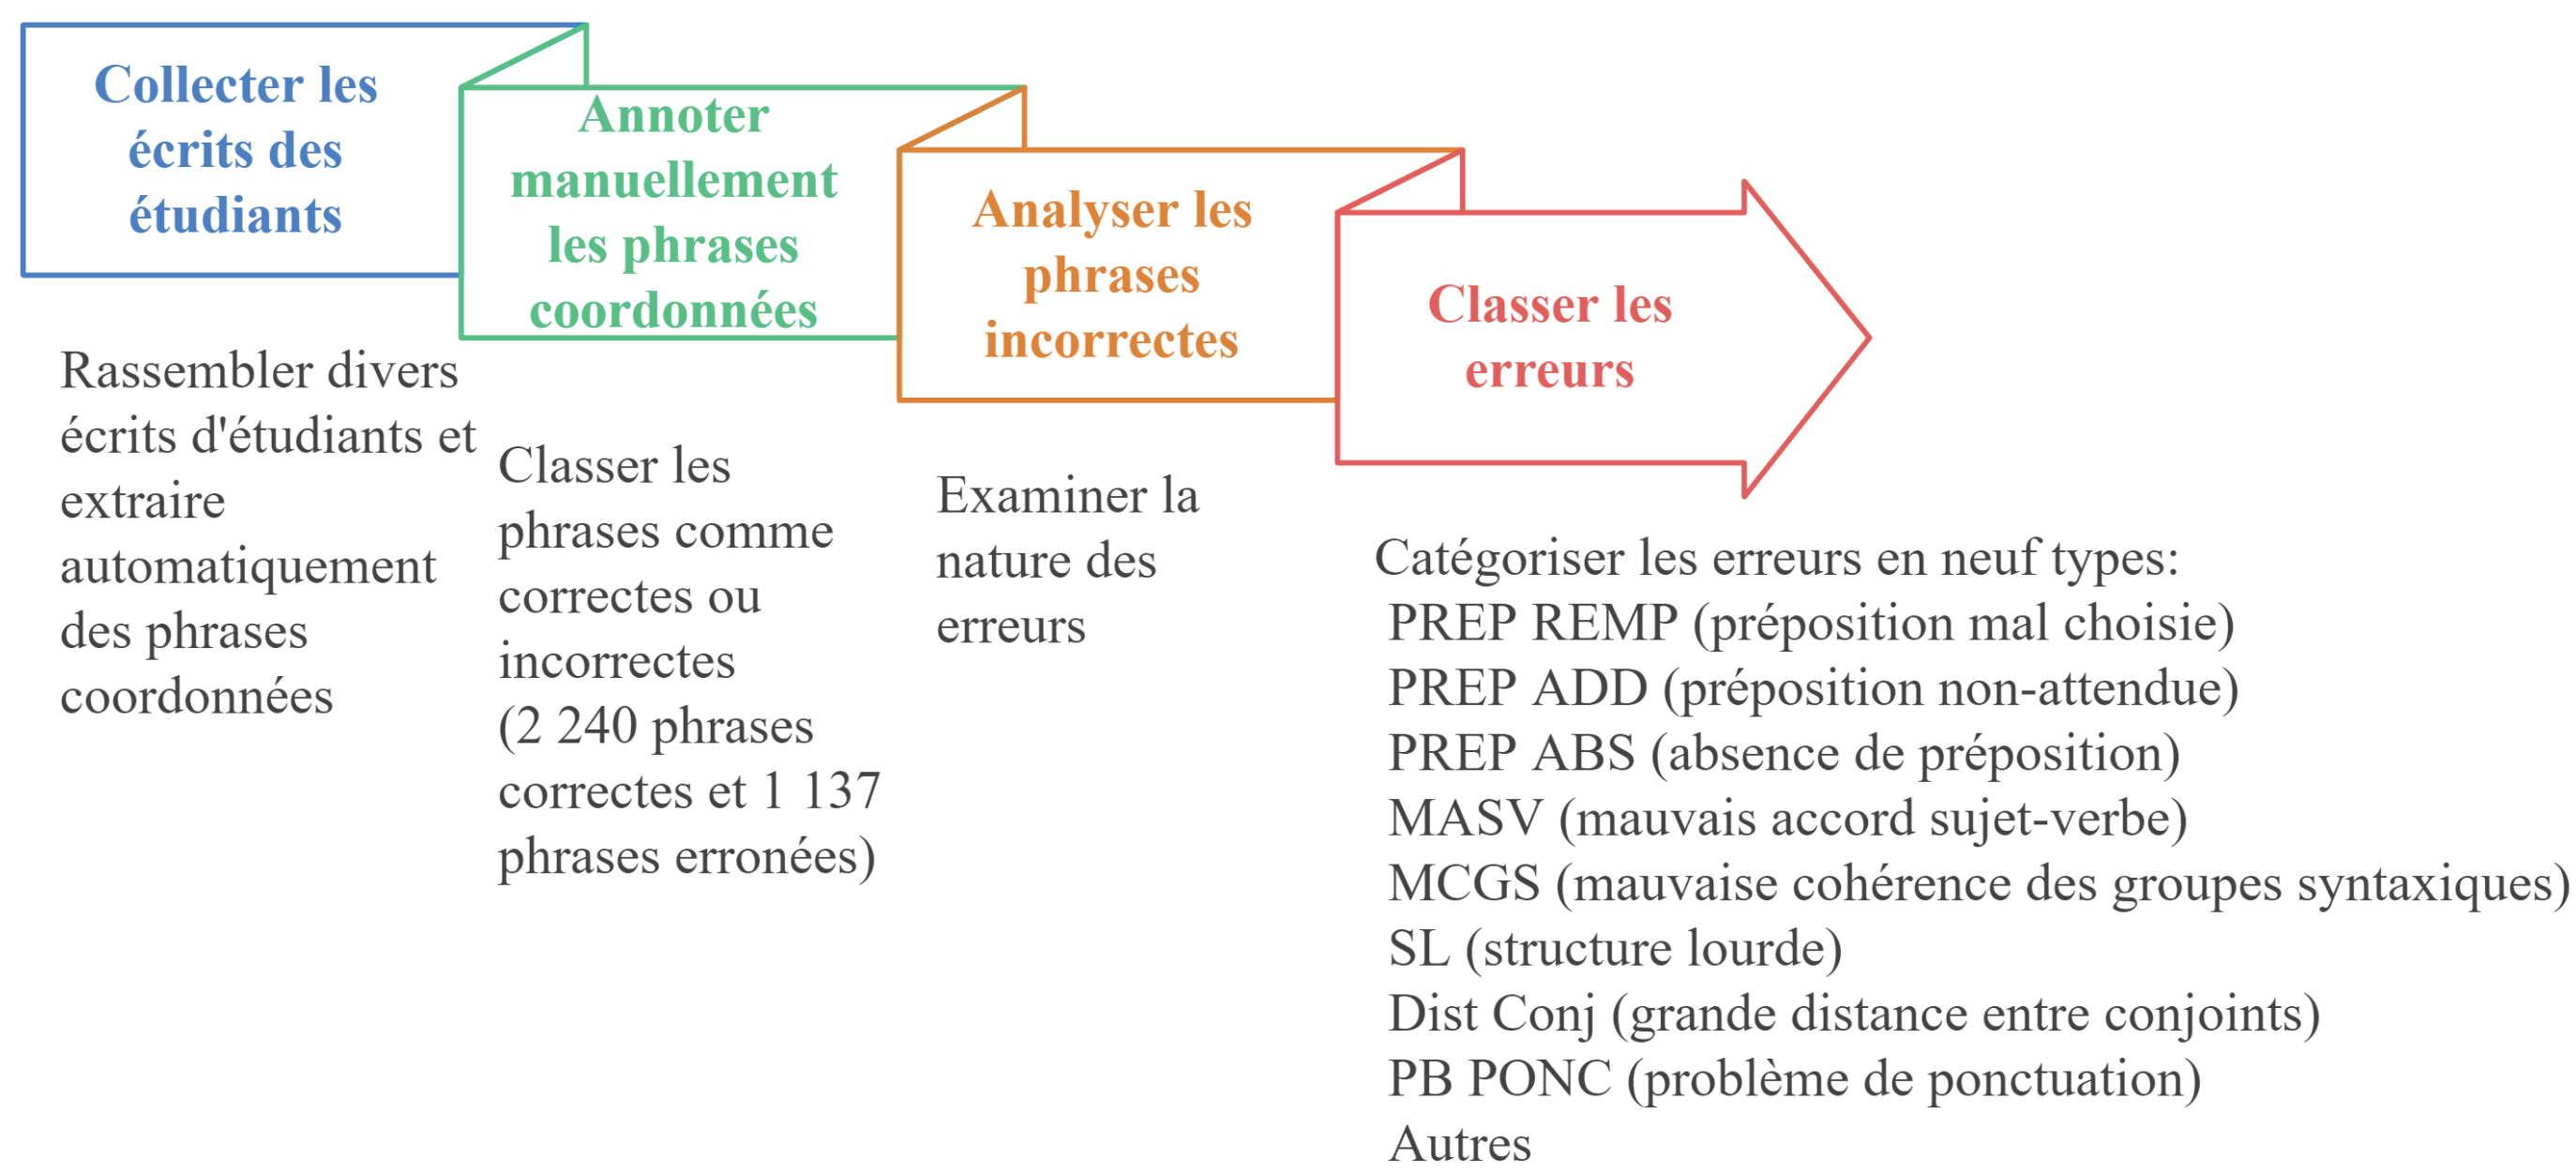 Collecter les
écrits des
étudiants
Annoter
manuellement
les phrases
coordonnées
Analyser les
phrases
incorrectes
Classer les
erreurs
Rassembler divers
écrits d'étudiants et
extraire
automatiquement
des phrases
coordonnées
Classer les
phrases comme
correctes ou
incorrectes
(2 240 phrases
correctes et 1 137
phrases erronées)
Examiner la
nature des
erreurs
Catégoriser les erreurs en neuf types:
PREP REMP (préposition mal choisie)
PREP ADD (préposition non-attendue)
PREP ABS (absence de préposition)
MASV (mauvais accord sujet-verbe)
MCGS (mauvaise cohérence des groupes syntaxiques)
SL (structure lourde)
Dist Conj (grande distance entre conjoints)
PB PONC (problème de ponctuation)
Autres